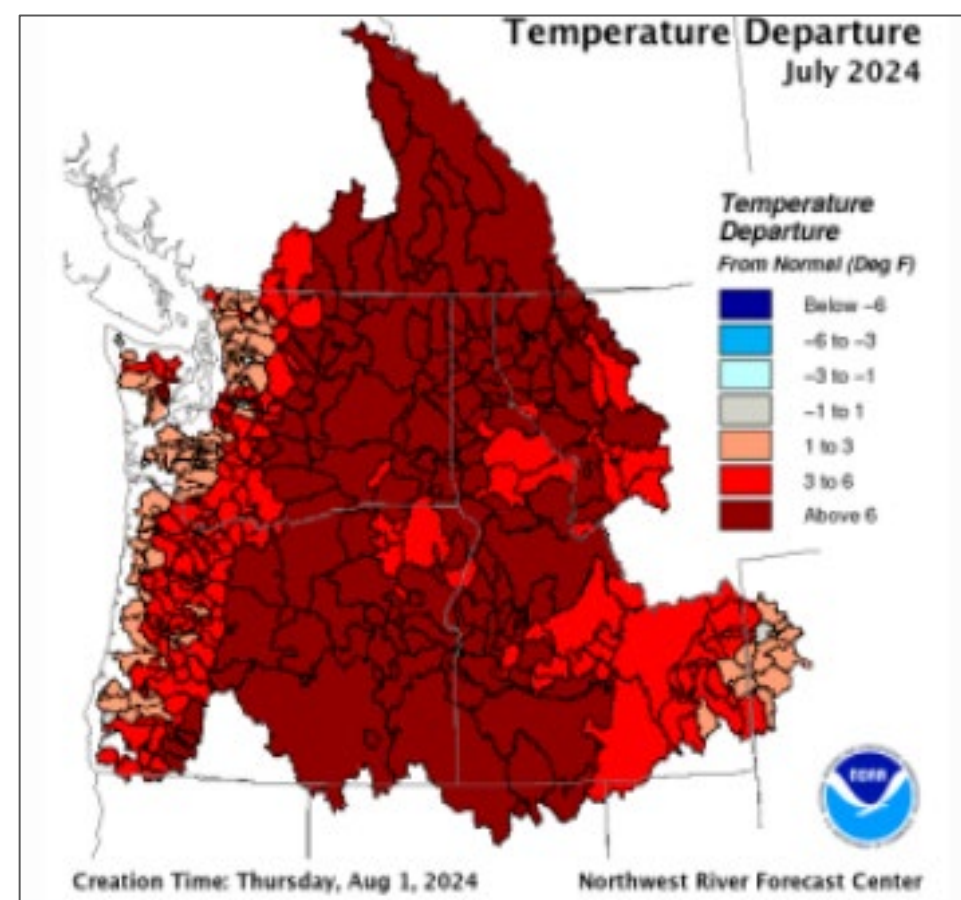 Temperature Departure
July 2024
Temperature
Departure
From Normal (Deg F)
Below -6
-6 to -3
-3 to -1
-1 to 1
1 to 3
3 to 6
Above 6
Creation Time: Thursday, Aug 1, 2024
Northwest River Forecast Center